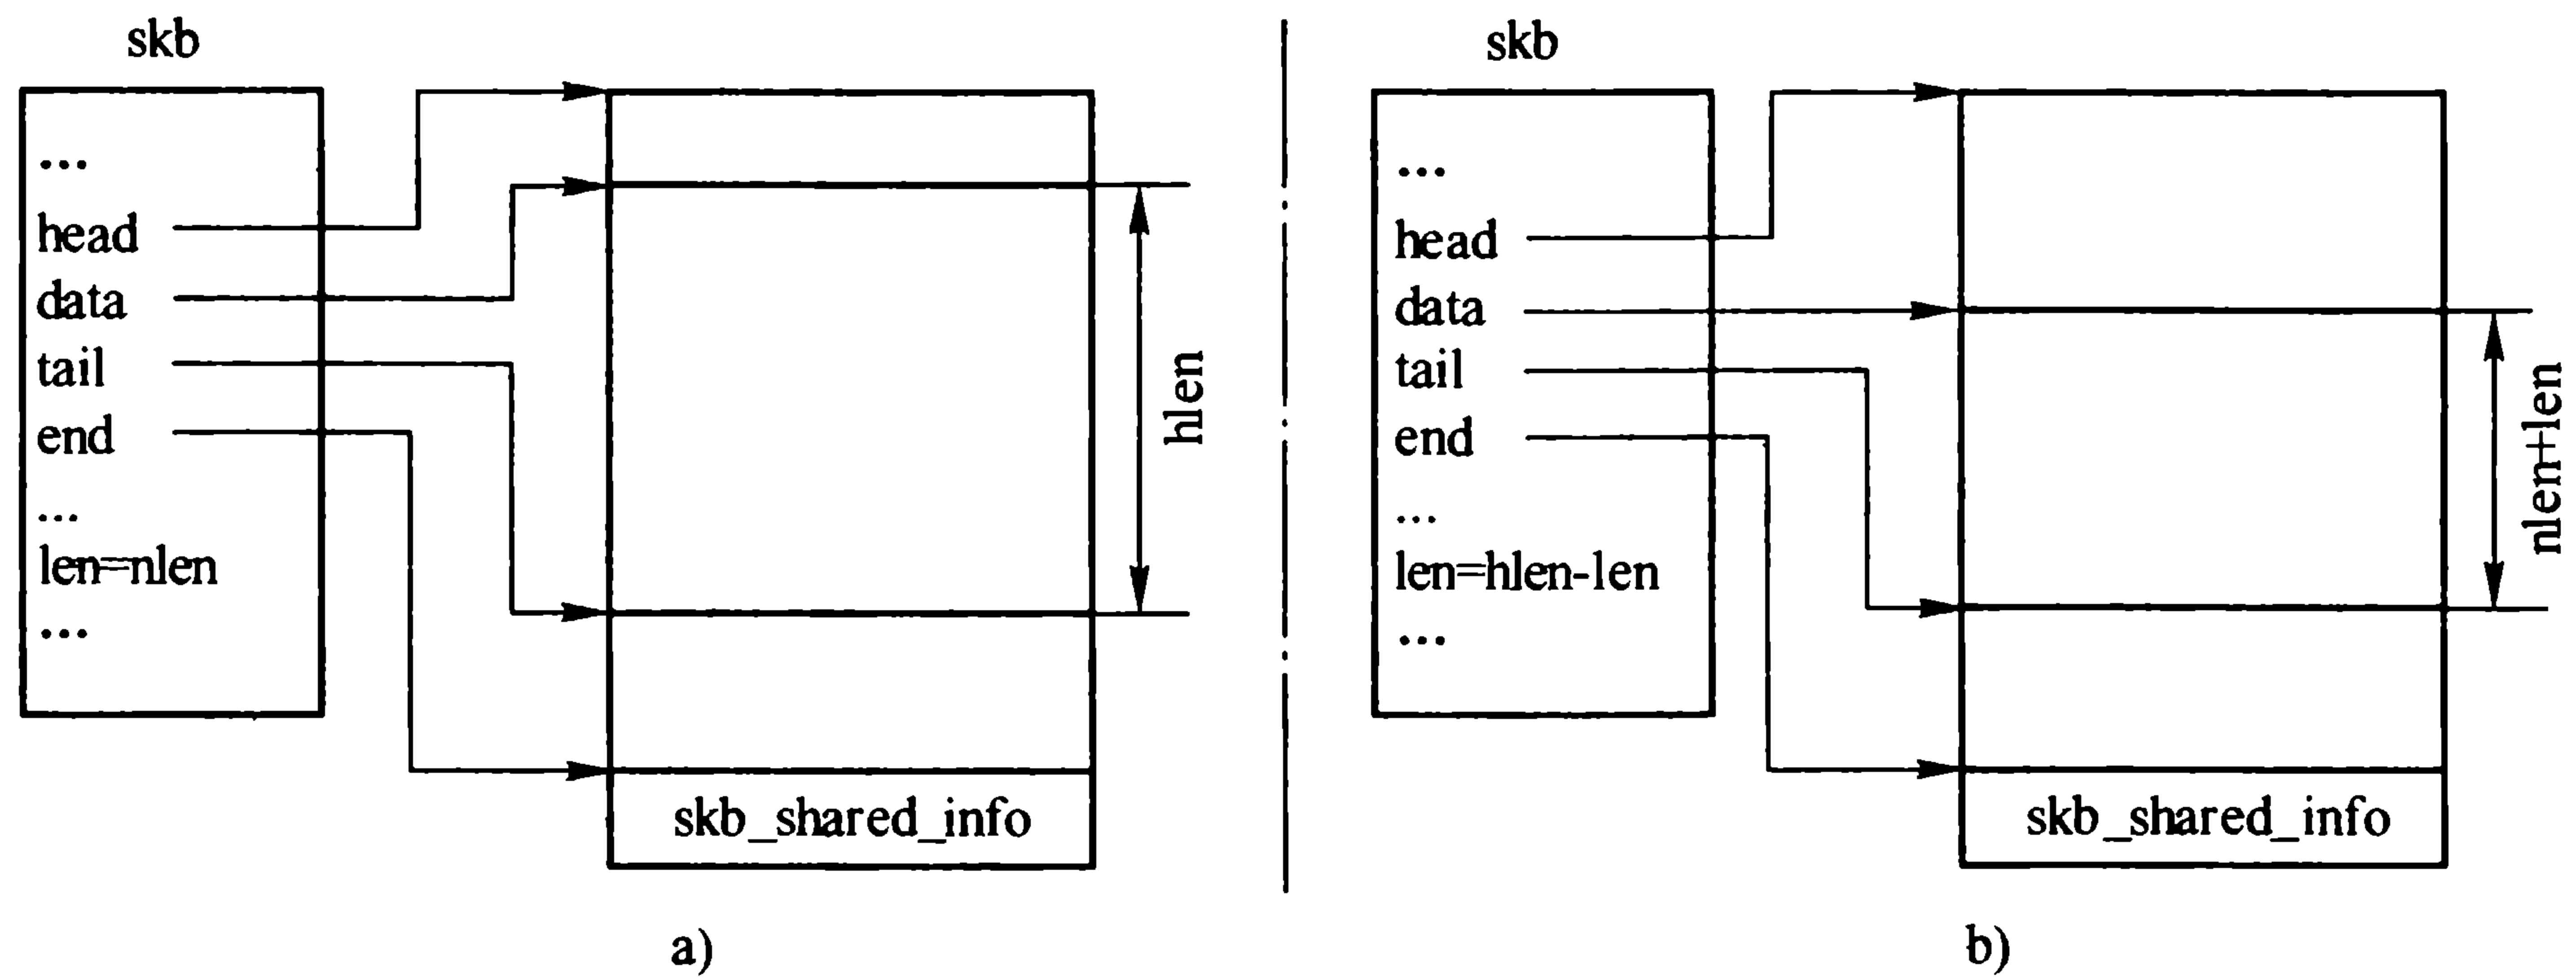 skb
...
head
data
tail
end
...
len=nlen
...
hlen
skb_shared_info
a)
skb
...
head
data
tail
end
...
len=hlen-len
...
nlen+len
skb_shared_info
b)